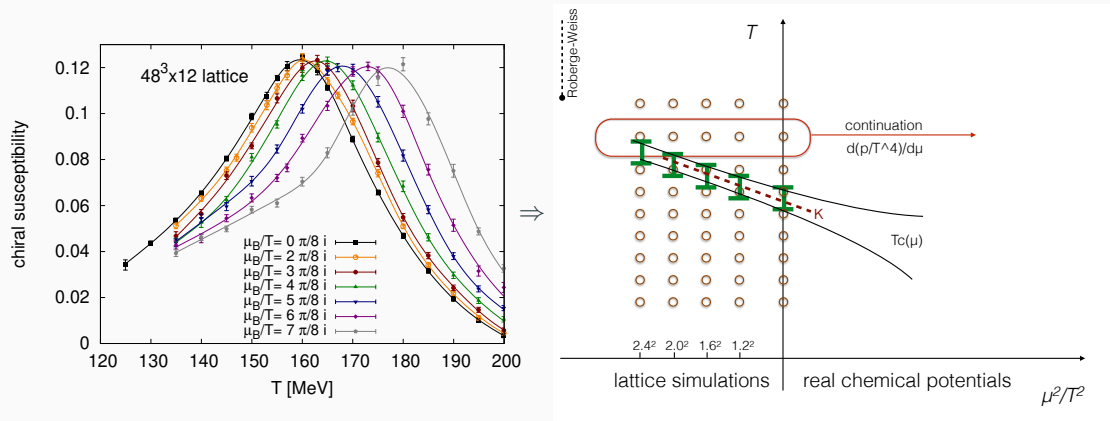 48³x12 lattice
chiral susceptibility
0.12
0.1
0.08
0.06
0.04
0.02
0
μB/T= 0 π/8 i
μB/T= 2 π/8 i
μB/T= 3 π/8 i
μB/T= 4 π/8 i
μB/T= 5 π/8 i
μB/T= 6 π/8 i
μB/T= 7 π/8 i
120 130 140 150 160 170 180 190 200
T [MeV]
⇒
Roberge-Weiss
T
continuation
d(p/T^4)/dμ
K
Tc(μ)
2.4² 2.0² 1.6² 1.2²
lattice simulations real chemical potentials
μ²/T²